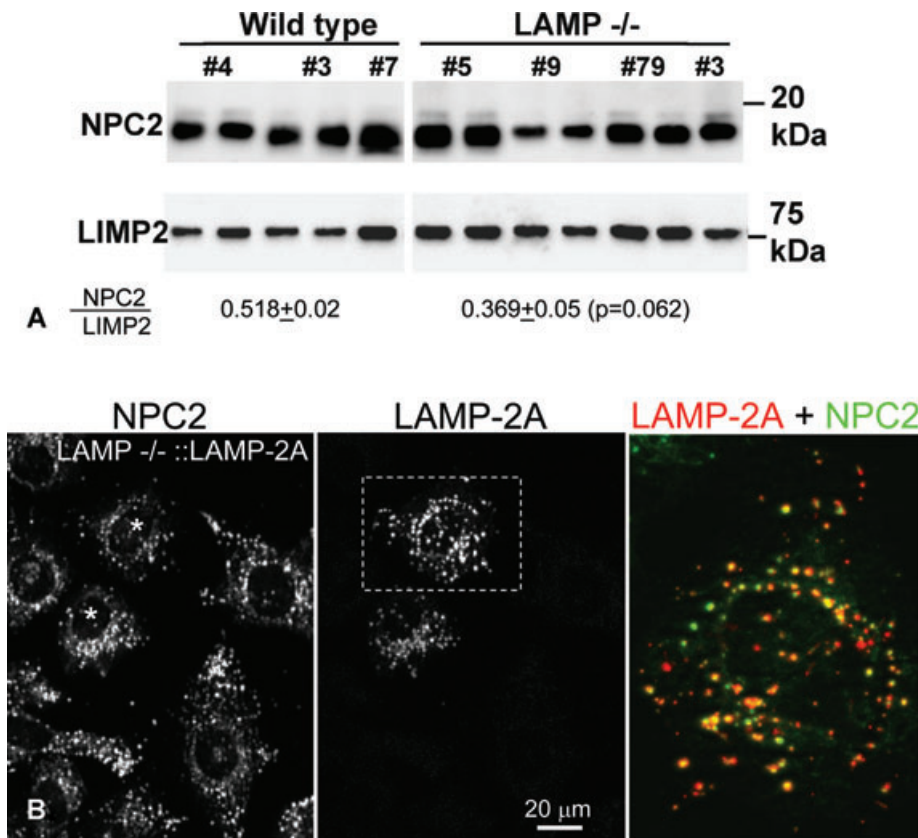 Wild type LAMP -/-
#4 #3 #7 #5 #9 #79 #3
NPC2 20 kDa
LIMP2 75 kDa
A NPC2/LIMP2 0.518±0.02 0.369±0.05 (p=0.062)
NPC2 LAMP-2A LAMP-2A + NPC2
LAMP -/- ::LAMP-2A
*
*
B 20 μm